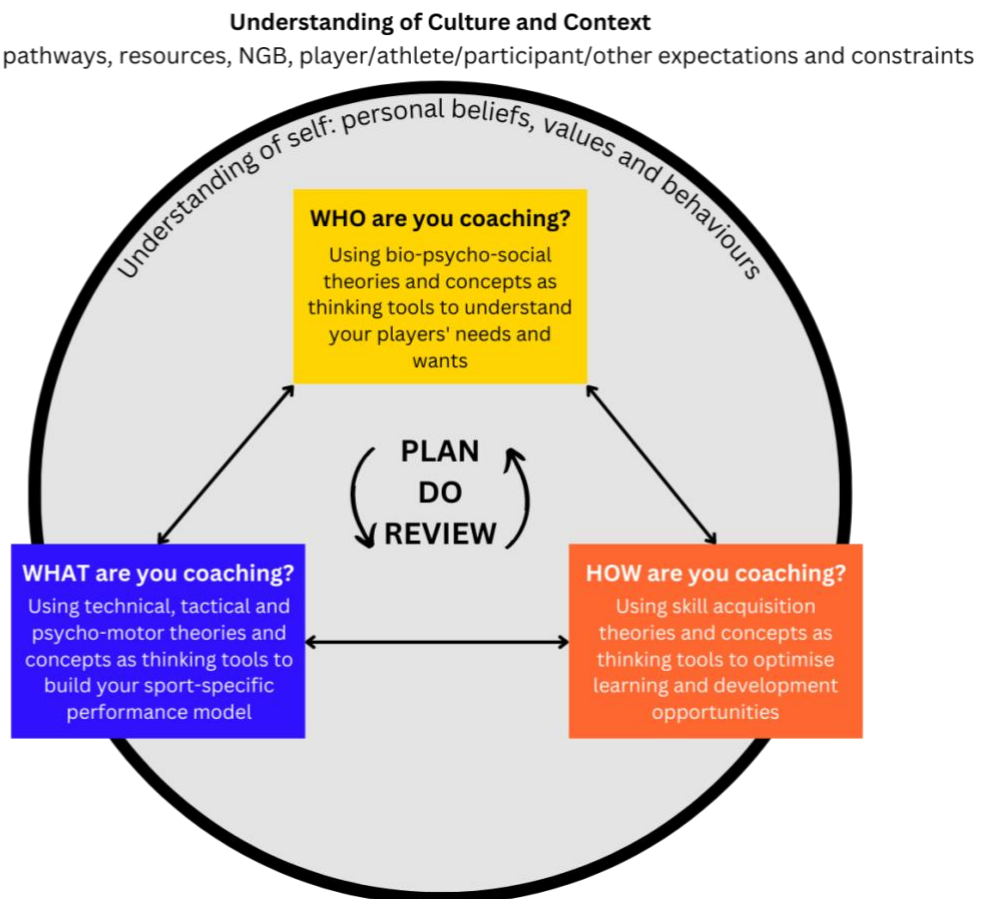 Understanding of Culture and Context
pathways, resources, NGB, player/athlete/participant/other expectations and constraints
Understanding of self: personal beliefs, values and behaviours
WHO are you coaching?
Using bio-psycho-social
theories and concepts as
thinking tools to understand
your players' needs and
wants
PLAN
DO
REVIEW
WHAT are you coaching?
Using technical, tactical and
psycho-motor theories and
concepts as thinking tools to
build your sport-specific
performance model
HOW are you coaching?
Using skill acquisition
theories and concepts as
thinking tools to optimise
learning and development
opportunities